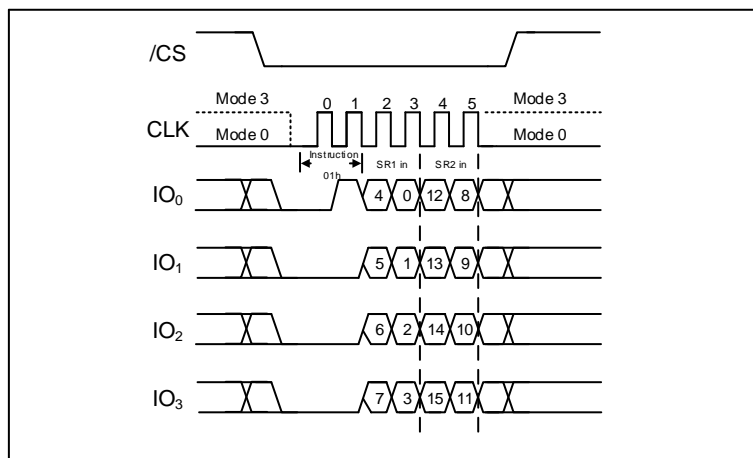 /CS
0 1 2 3 4 5
Mode 3 Mode 3
CLK Mode 0 Mode 0
Instruction SR1 in SR2 in
01h
IO0 4 0 12 8
IO1 5 1 13 9
IO2 6 2 14 10
IO3 7 3 15 11